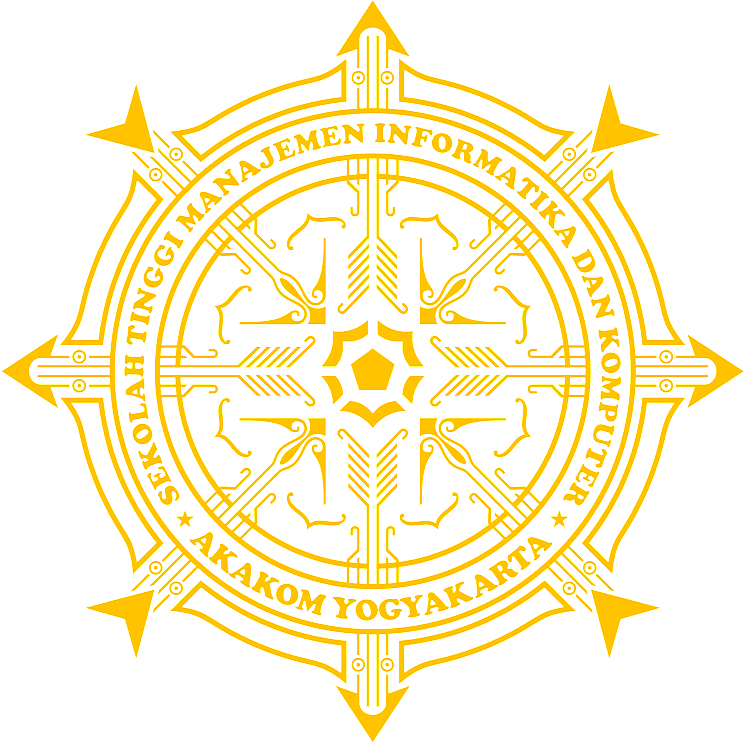 SEKOLAH TINGGI MANAJEMEN INFORMATIKA DAN KOMPUTER
AKAKOM YOGYAKARTA